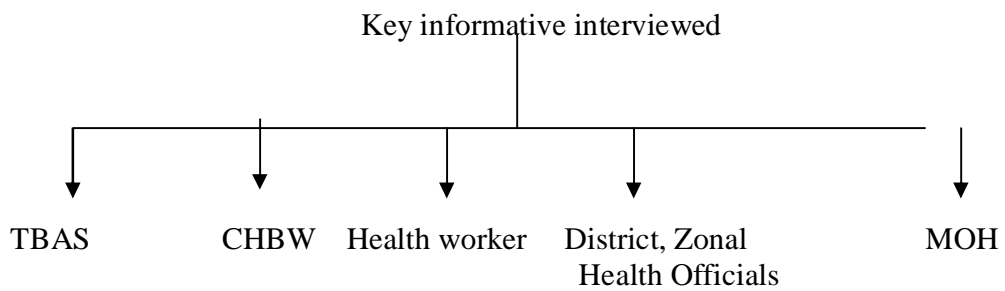 Key informative interviewed
TBAS CHBW Health worker District, Zonal MOH
Health Officials